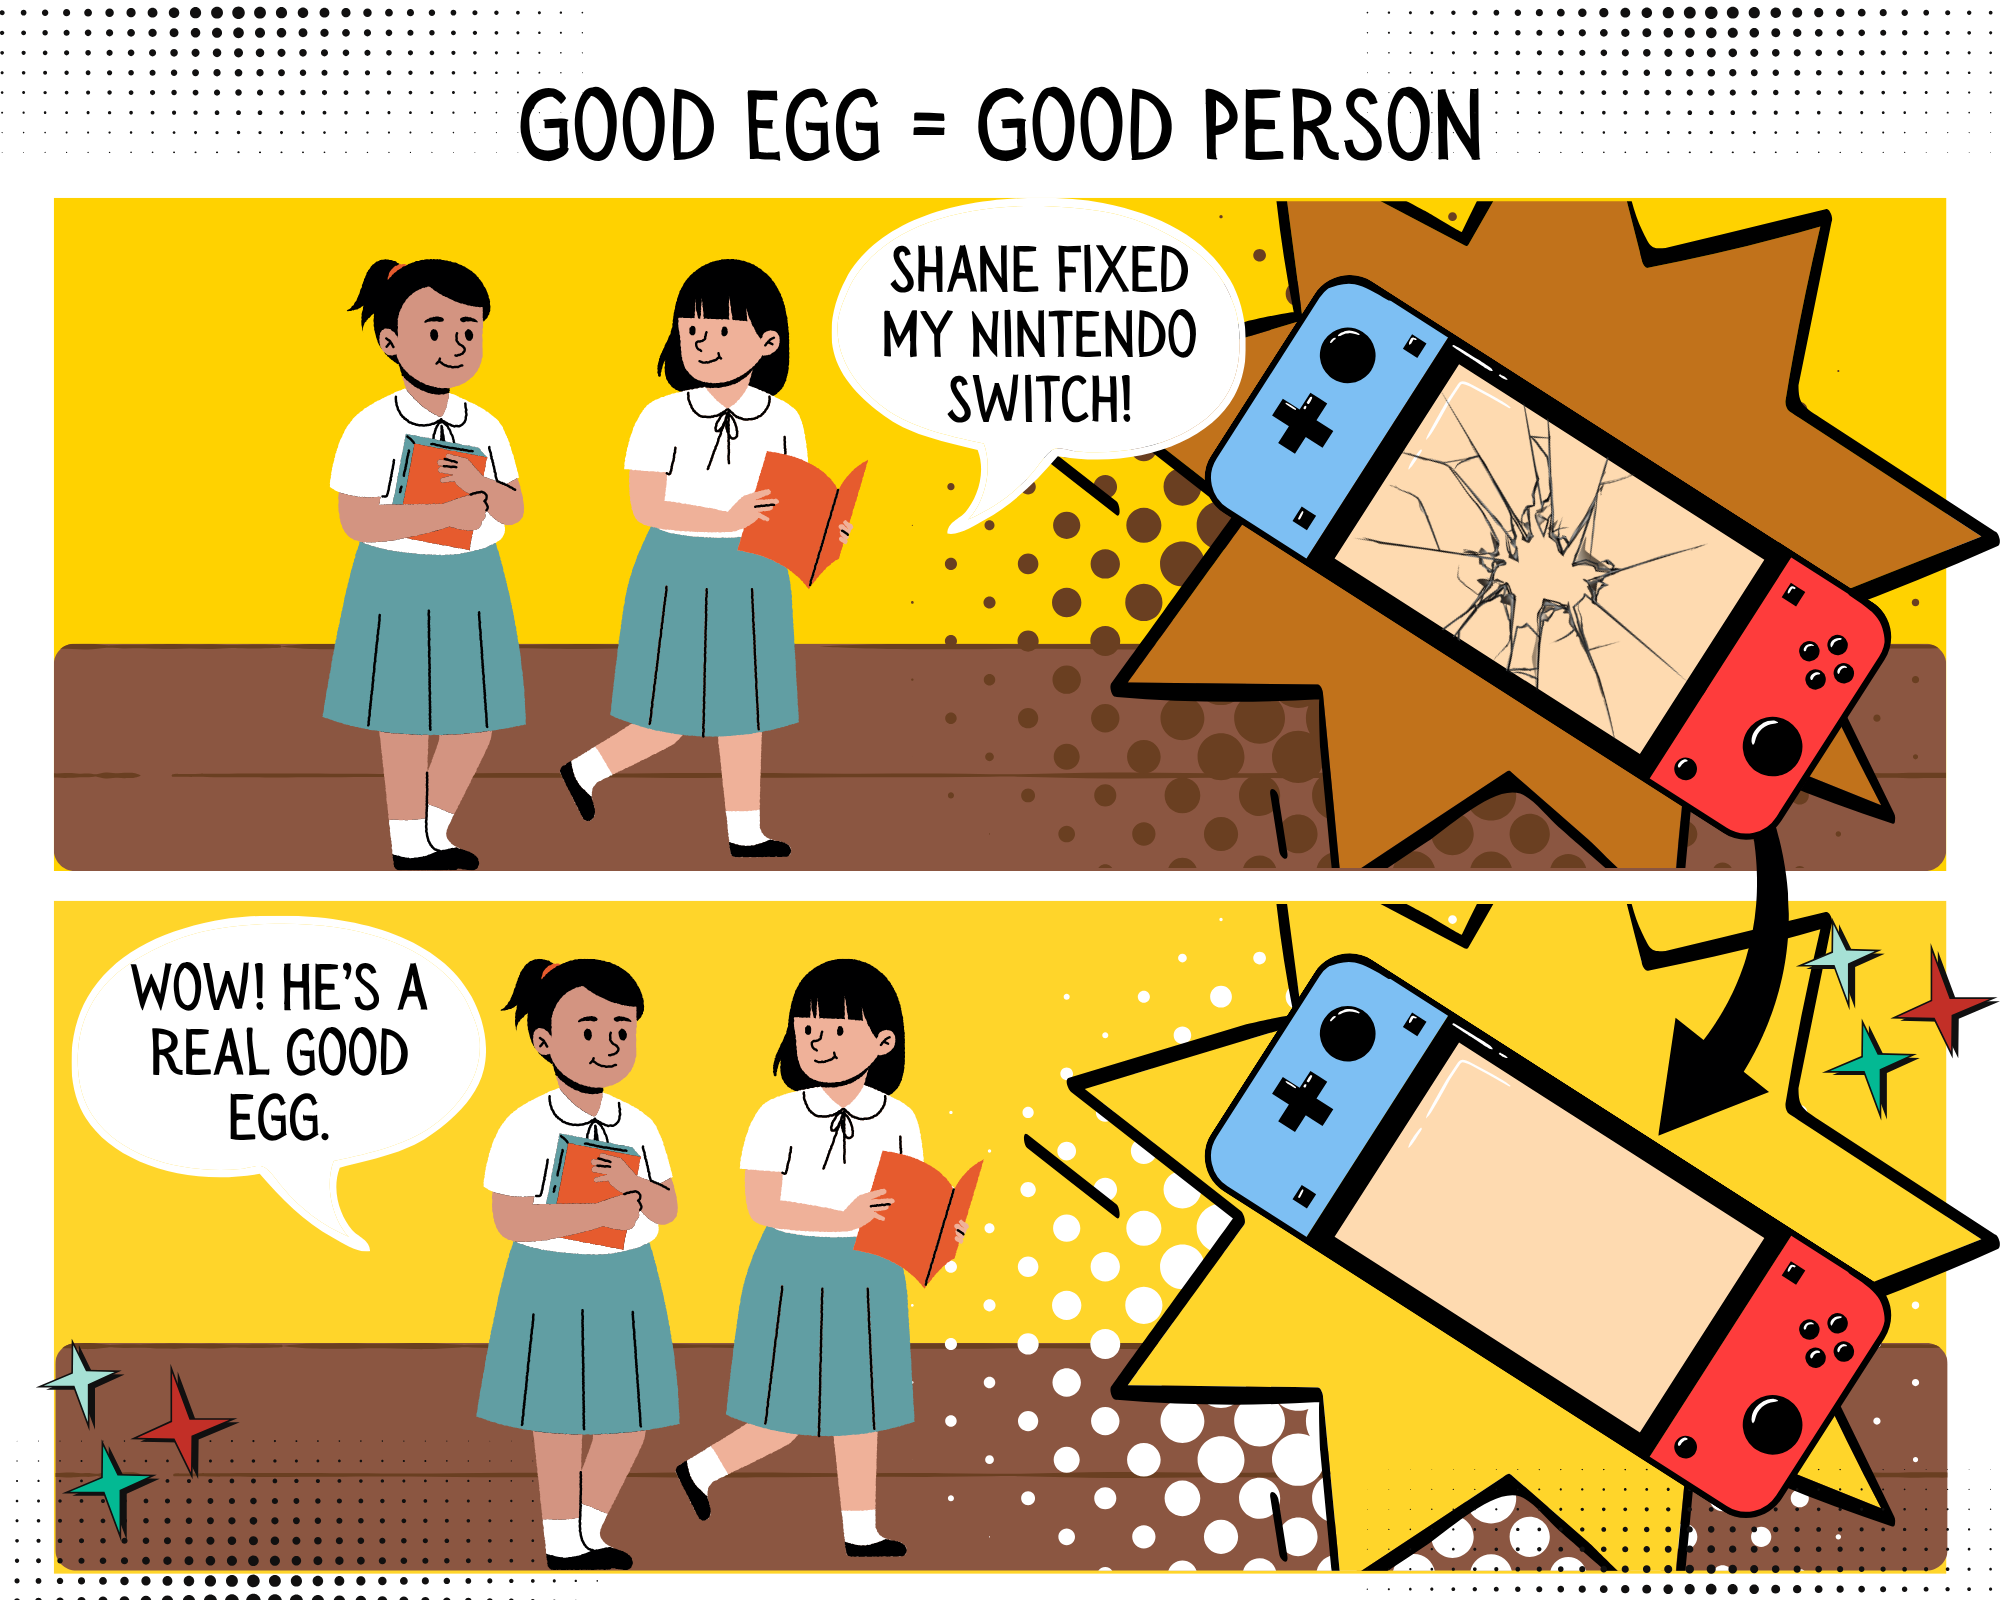 GOOD EGG = GOOD PERSON
SHANE FIXED
MY NINTENDO
SWITCH!
WOW! HE'S A
REAL GOOD
EGG.